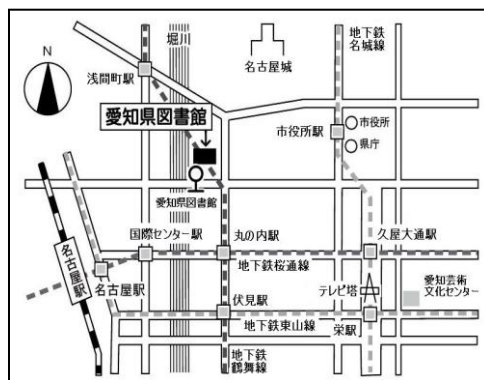 N
堀川
名古屋城
地下鉄
名城線
浅間町駅
愛知県図書館
市役所駅
市役所
県庁
愛知県図書館
国際センター駅
丸の内駅
久屋大通駅
地下鉄桜通線
名古屋駅
名古屋駅
テレビ塔
愛知芸術
文化センター
伏見駅
地下鉄東山線
栄駅
地下鉄
鶴舞線